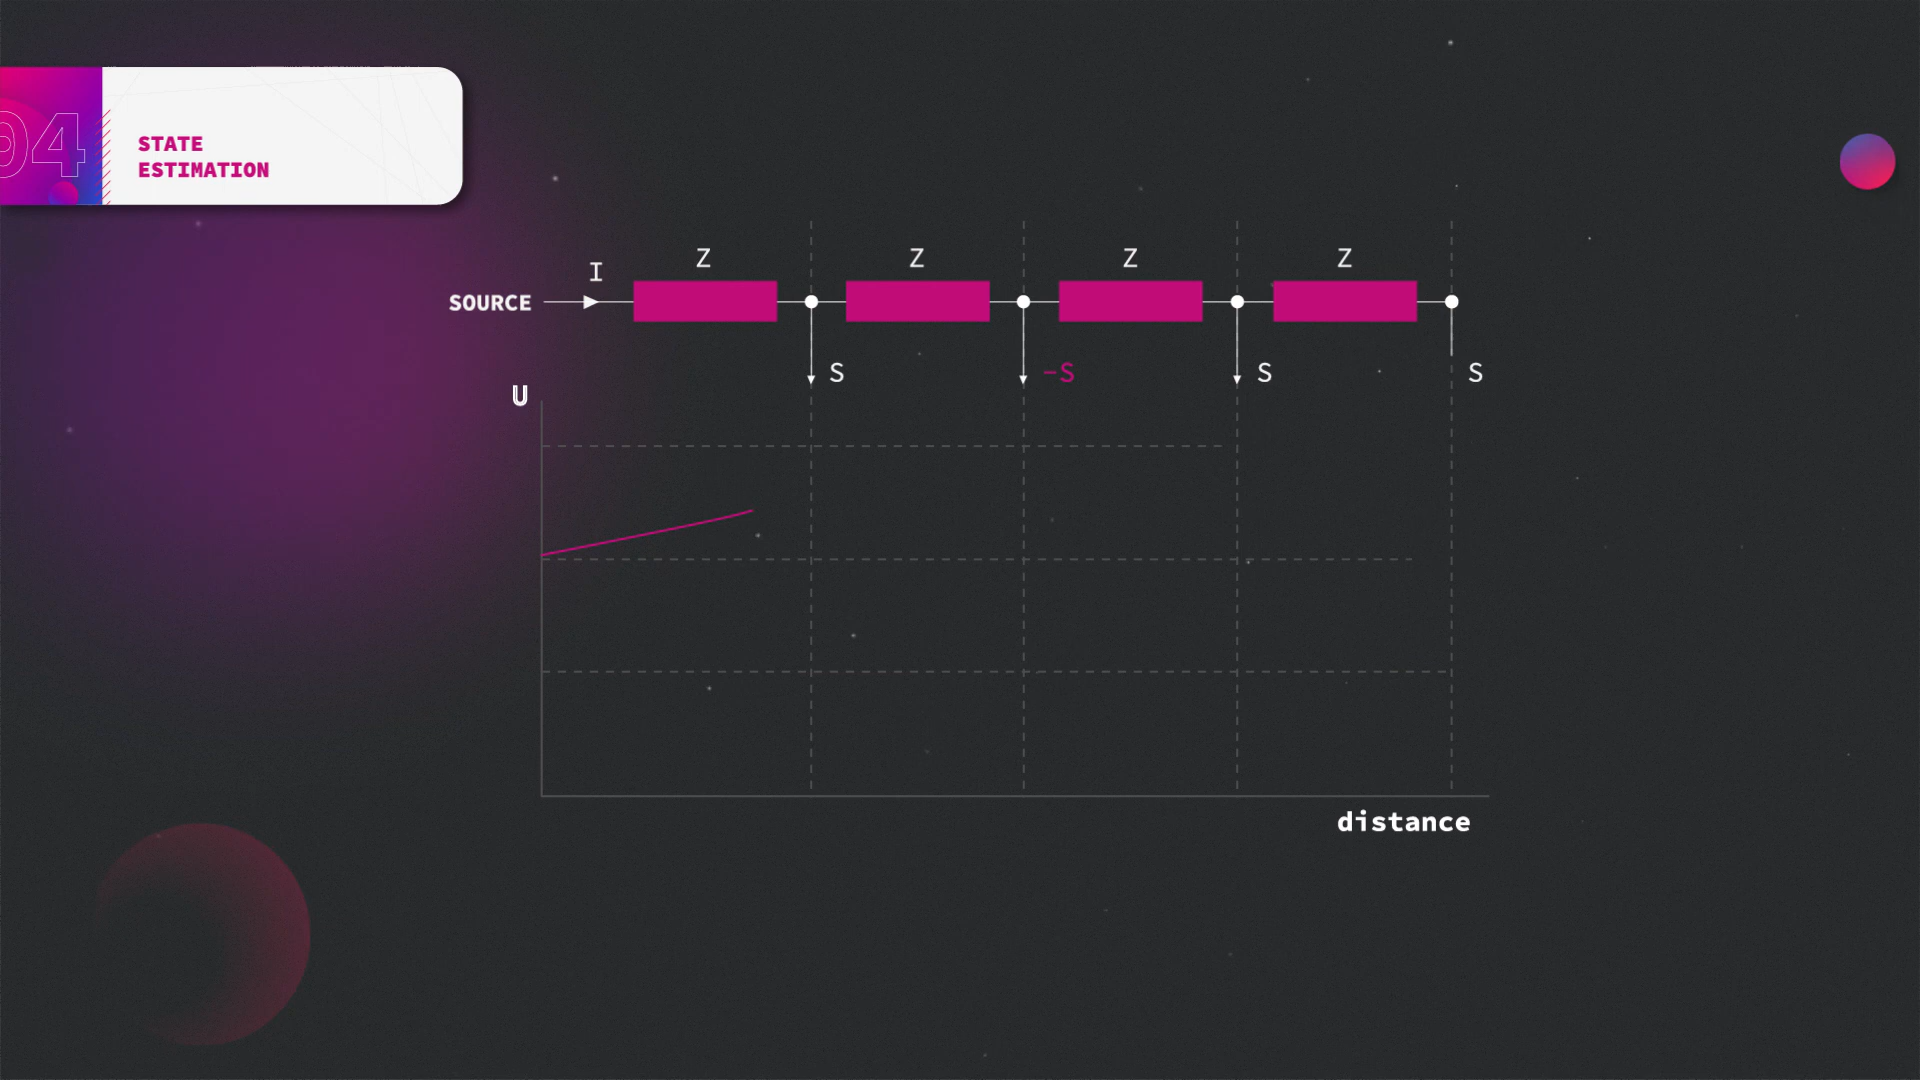 04
STATE
ESTIMATION
Z Z Z Z
I
SOURCE
S -S S S
U
distance